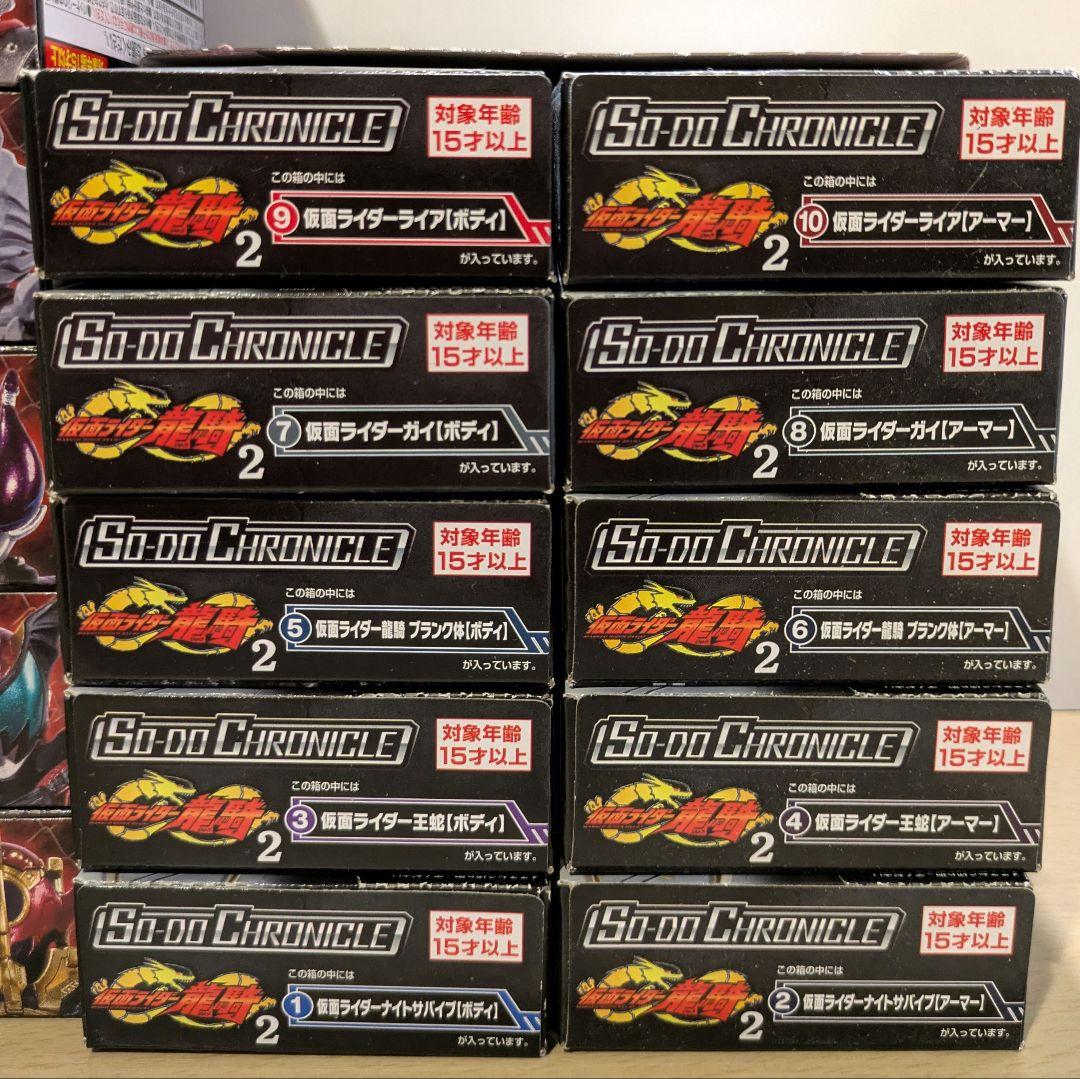 対象年齢15才以上
SO-DO CHRONICLE
対象年齢
15才以上
この箱の中には
仮面ライダー龍騎
2
⑨ 仮面ライダーライア【ボディ】
が入っています。
SO-DO CHRONICLE
対象年齢
15才以上
この箱の中には
仮面ライダー龍騎
2
⑩ 仮面ライダーライア【アーマー】
が入っています。
SO-DO CHRONICLE
対象年齢
15才以上
この箱の中には
仮面ライダー龍騎
2
⑦ 仮面ライダーガイ【ボディ】
が入っています。
SO-DO CHRONICLE
対象年齢
15才以上
この箱の中には
仮面ライダー龍騎
2
⑧ 仮面ライダーガイ【アーマー】
が入っています。
SO-DO CHRONICLE
対象年齢
15才以上
この箱の中には
仮面ライダー龍騎
2
⑤ 仮面ライダー龍騎 ブランク体【ボディ】
が入っています。
SO-DO CHRONICLE
対象年齢
15才以上
この箱の中には
仮面ライダー龍騎
2
⑥ 仮面ライダー龍騎 ブランク体【アーマー】
が入っています。
SO-DO CHRONICLE
対象年齢
15才以上
この箱の中には
仮面ライダー龍騎
2
③ 仮面ライダー王蛇【ボディ】
が入っています。
SO-DO CHRONICLE
対象年齢
15才以上
この箱の中には
仮面ライダー龍騎
2
④ 仮面ライダー王蛇【アーマー】
が入っています。
SO-DO CHRONICLE
対象年齢
15才以上
この箱の中には
仮面ライダー龍騎
2
① 仮面ライダーナイトサバイブ【ボディ】
が入っています。
SO-DO CHRONICLE
対象年齢
15才以上
この箱の中には
仮面ライダー龍騎
2
② 仮面ライダーナイトサバイブ【アーマー】
が入っています。